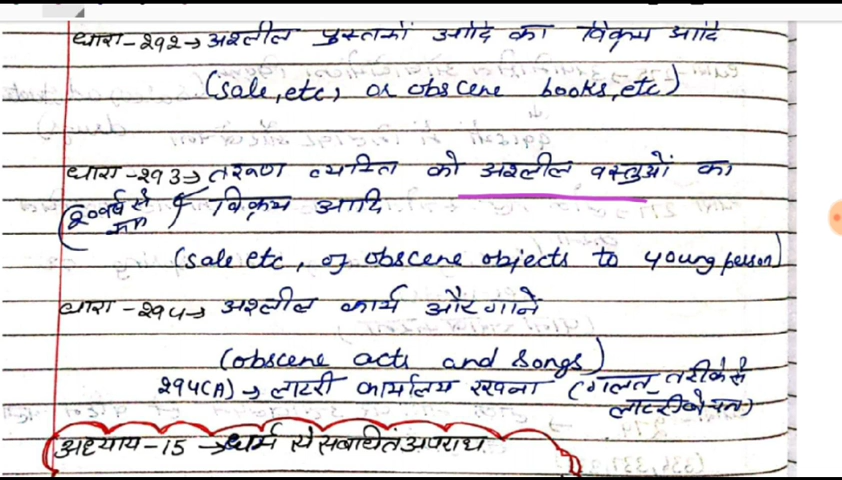 धारा-292→ अश्लील पुस्तकों आदि का विक्रय आदि
(sale, etc, or obscene books, etc)
धारा-293→ तरूण व्यक्ति को अश्लील वस्तुओं का
(20 वर्ष से कम) विक्रय आदि
(sale etc, of obscene objects to young person)
धारा-294→ अश्लील कार्य और गाने
(obscene acts and songs)
294(A)→ लाटरी कार्यालय रखना (गलत तरीके से
लाटरी बेचना)
अध्याय-15→ धर्म से सबाधित अपराध